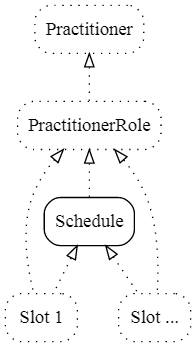 Practitioner
PractitionerRole
Schedule
Slot 1
Slot ...